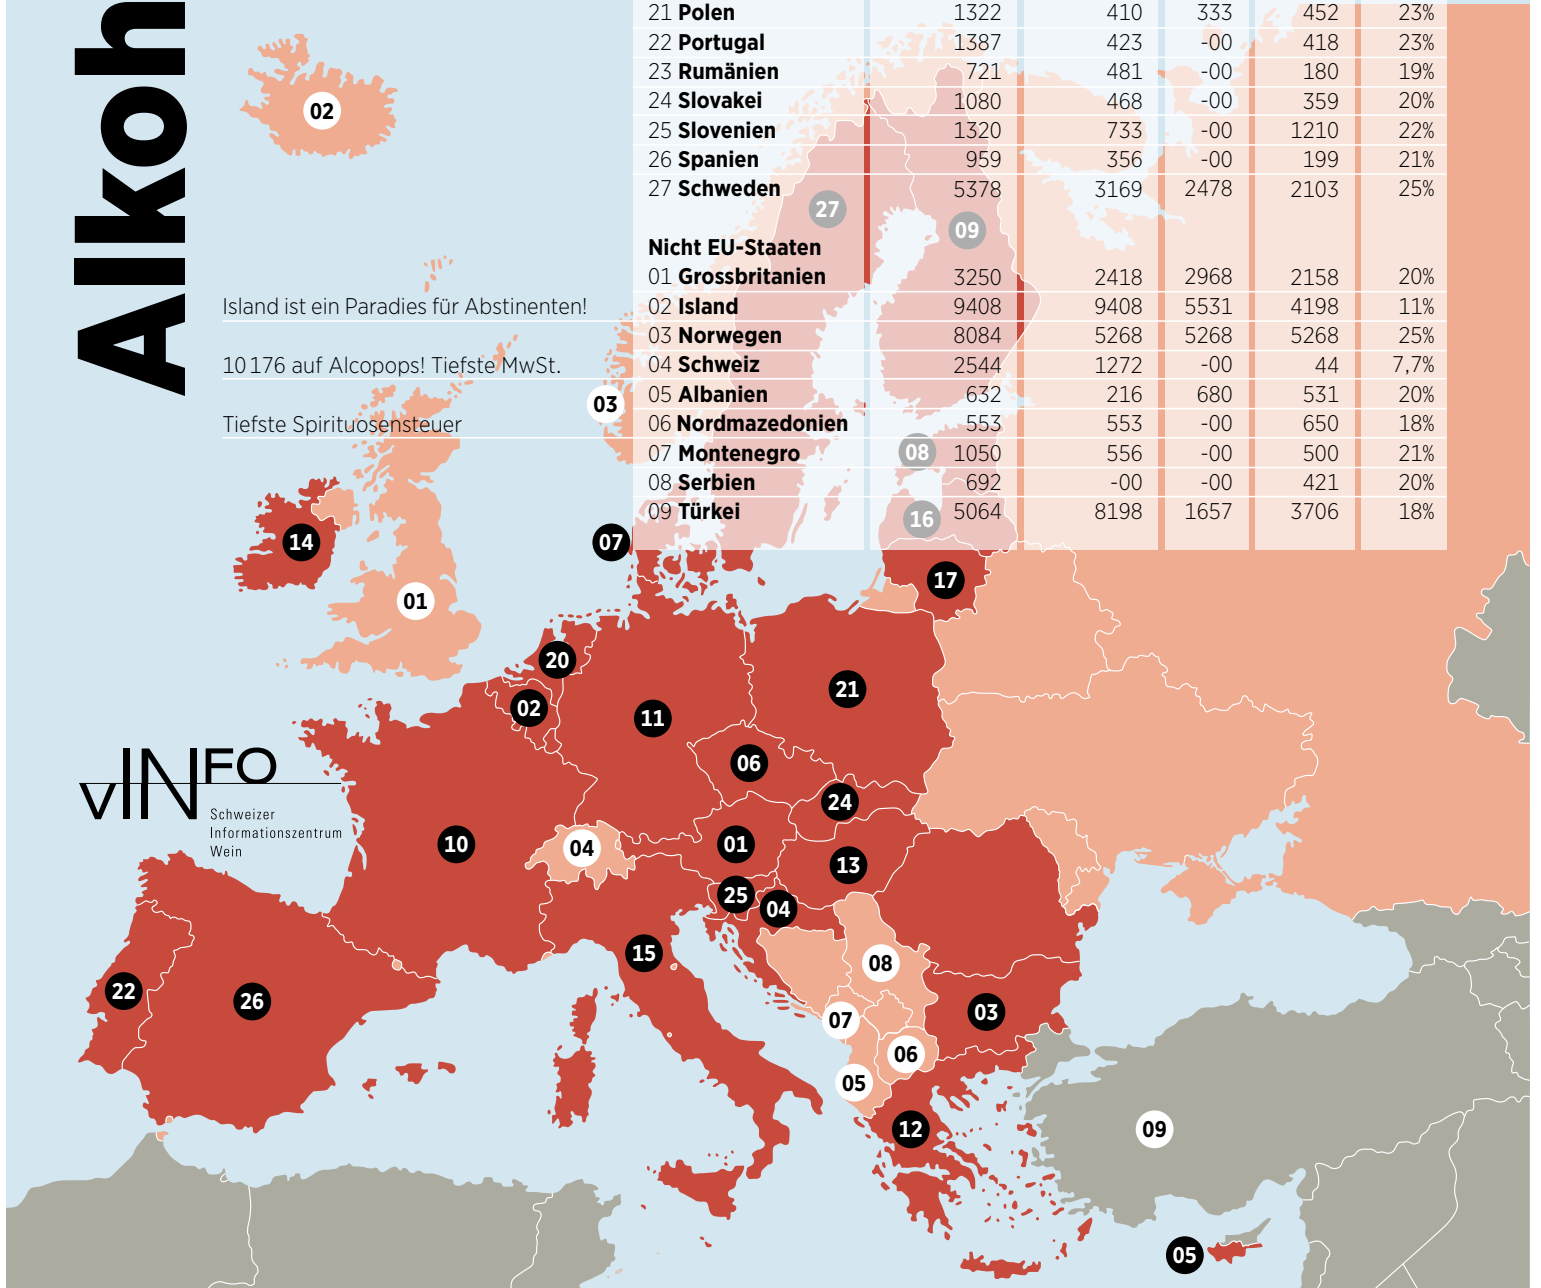 Alkoh
21 Polen 1322 410 333 452 23%
22 Portugal 1387 423 -00 418 23%
23 Rumänien 721 481 -00 180 19%
24 Slovakei 1080 468 -00 359 20%
25 Slovenien 1320 733 -00 1210 22%
26 Spanien 959 356 -00 199 21%
27 Schweden 5378 3169 2478 2103 25%
Nicht EU-Staaten
01 Grossbritanien 3250 2418 2968 2158 20%
Island ist ein Paradies für Abstinenten! 02 Island 9408 9408 5531 4198 11%
03 Norwegen 8084 5268 5268 5268 25%
10 176 auf Alcopops! Tiefste MwSt. 04 Schweiz 2544 1272 -00 44 7,7%
05 Albanien 632 216 680 531 20%
Tiefste Spirituosensteuer 06 Nordmazedonien 553 553 -00 650 18%
07 Montenegro 1050 556 -00 500 21%
08 Serbien 692 -00 -00 421 20%
09 Türkei 5064 8198 1657 3706 18%
02
27
09
03
08
16
14
07
17
01
20
21
02
11
06
24
10
04
01
13
25
04
15
08
22
26
07
03
06
05
12
09
05
vINFO
Schweizer
Informationszentrum
Wein